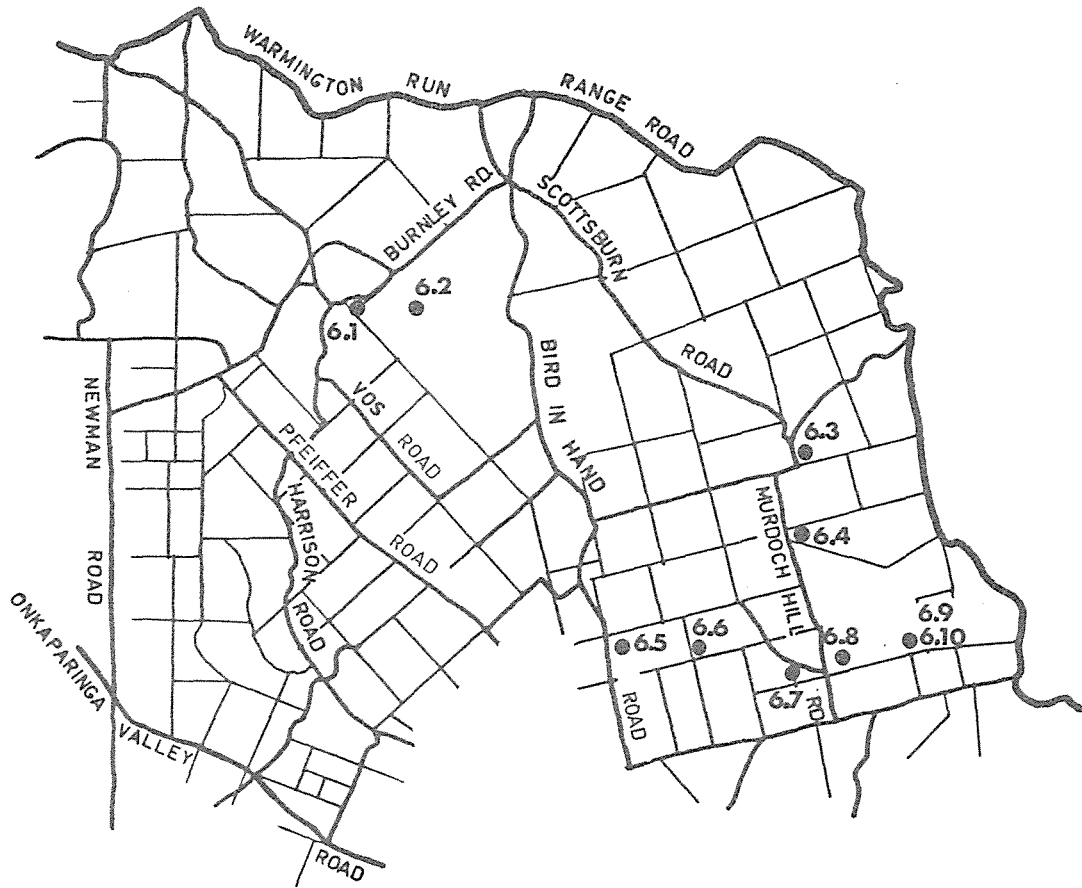 WARMINGTON RUN RANGE ROAD
BURNLEY RD.
SCOTTSBURN ROAD
6.2
6.1
BIRD IN HAND ROAD
NEWMAN ROAD
VOS ROAD
PFEIFFER ROAD
HARRISON ROAD
6.3
MURDOCH HILL RD
6.4
6.9
6.5
6.6
6.8
6.10
6.7
ONKAPARINGA VALLEY ROAD